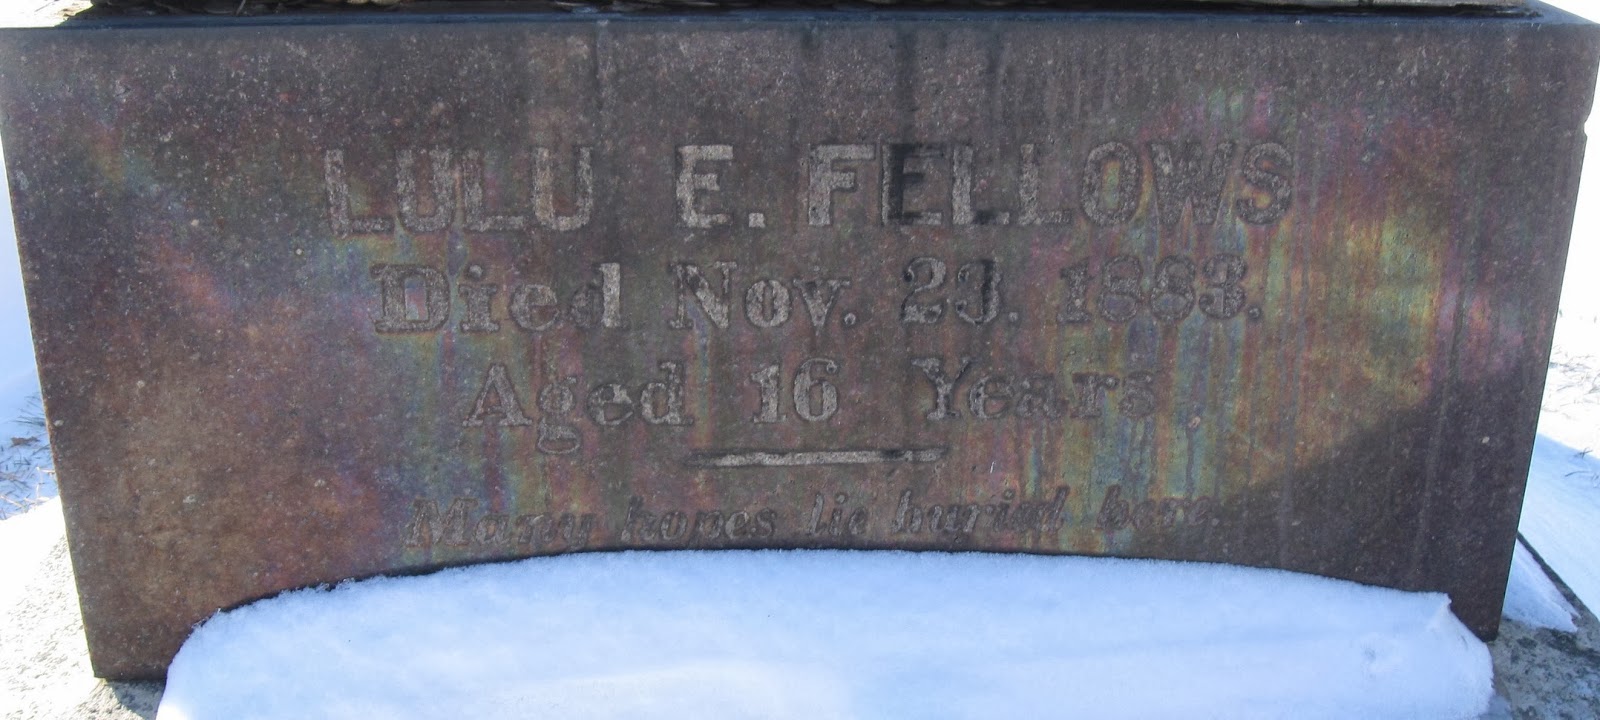 LULU E. FELLOWS
Died Nov. 23. 1883.
Aged 16 Years
Many hopes lie buried here.